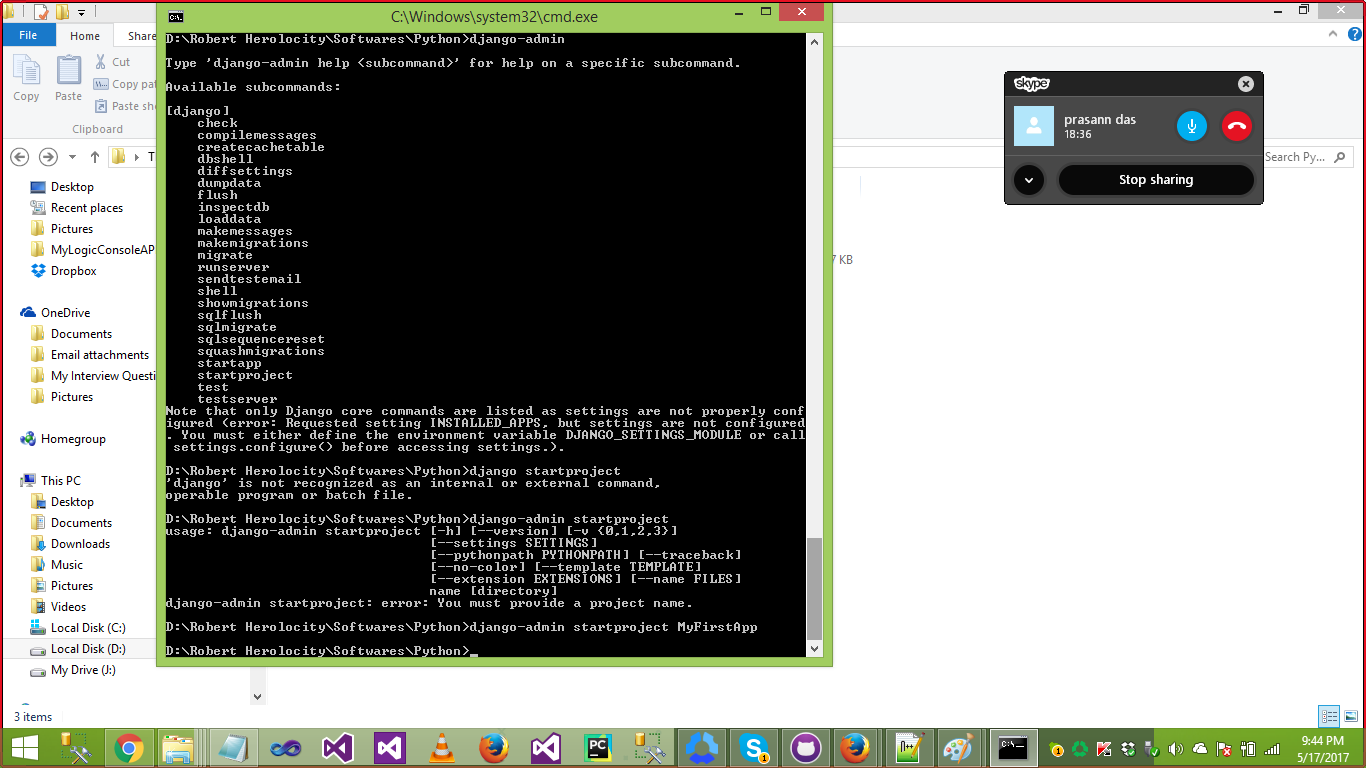 C:\Windows\system32\cmd.exe
File
Home
Share
Copy
Paste
Cut
Clipboard
Search Py...
Desktop
Recent places
Pictures
MyLogicConsoleAP
Dropbox
OneDrive
Documents
Email attachments
My Interview Questi
Pictures
Homegroup
This PC
Desktop
Documents
Downloads
Music
Pictures
Videos
Local Disk (C:)
Local Disk (D:)
My Drive (J:)
3 items
D:\Robert Herolocity\Softwares\Python>django-admin
Type 'django-admin help <subcommand>' for help on a specific subcommand.
Available subcommands:
[django]
check
compilemessages
createcachetable
dbshell
diffsettings
dumpdata
flush
inspectdb
loaddata
makemessages
makemigrations
migrate
runserver
sendtestemail
shell
showmigrations
sqlflush
sqlmigrate
sqlsequencereset
squashmigrations
startapp
startproject
test
testserver
Note that only Django core commands are listed as settings are not properly conf
igured (error: Requested setting INSTALLED_APPS, but settings are not configured
. You must either define the environment variable DJANGO_SETTINGS_MODULE or call
settings.configure() before accessing settings.).
D:\Robert Herolocity\Softwares\Python>django startproject
'django' is not recognized as an internal or external command,
operable program or batch file.
D:\Robert Herolocity\Softwares\Python>django-admin startproject
usage: django-admin startproject [-h] [--version] [-v {0,1,2,3}]
[--settings SETTINGS]
[--pythonpath PYTHONPATH] [--traceback]
[--no-color] [--template TEMPLATE]
[--extension EXTENSIONS] [--name FILES]
name [directory]
django-admin startproject: error: You must provide a project name.
D:\Robert Herolocity\Softwares\Python>django-admin startproject MyFirstApp
D:\Robert Herolocity\Softwares\Python>_
skype
prasann das
18:36
Stop sharing
KB
9:44 PM
5/17/2017